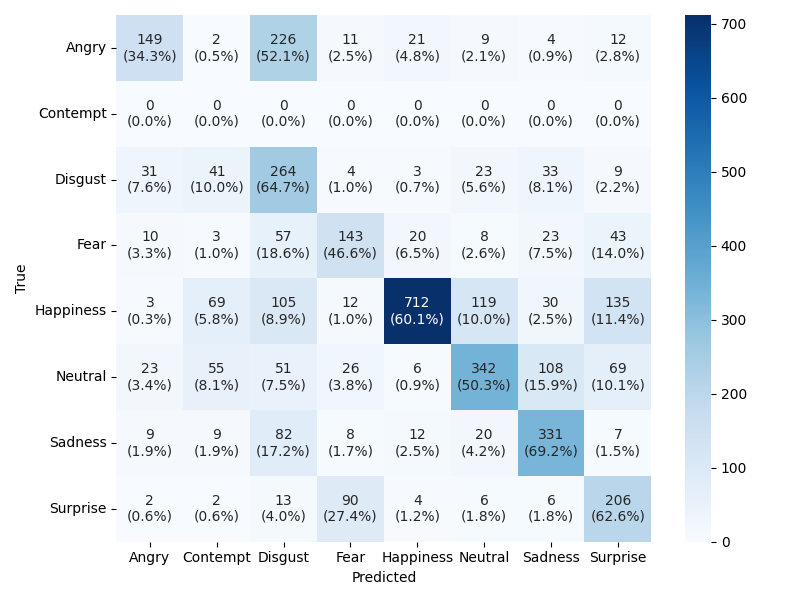 Angry 149 2 226 11 21 9 4 12
(34.3%) (0.5%) (52.1%) (2.5%) (4.8%) (2.1%) (0.9%) (2.8%)
Contempt 0 0 0 0 0 0 0 0
(0.0%) (0.0%) (0.0%) (0.0%) (0.0%) (0.0%) (0.0%) (0.0%)
Disgust 31 41 264 4 3 23 33 9
(7.6%) (10.0%) (64.7%) (1.0%) (0.7%) (5.6%) (8.1%) (2.2%)
Fear 10 3 57 143 20 8 23 43
(3.3%) (1.0%) (18.6%) (46.6%) (6.5%) (2.6%) (7.5%) (14.0%)
Happiness 3 69 105 12 712 119 30 135
(0.3%) (5.8%) (8.9%) (1.0%) (60.1%) (10.0%) (2.5%) (11.4%)
Neutral 23 55 51 26 6 342 108 69
(3.4%) (8.1%) (7.5%) (3.8%) (0.9%) (50.3%) (15.9%) (10.1%)
Sadness 9 9 82 8 12 20 331 7
(1.9%) (1.9%) (17.2%) (1.7%) (2.5%) (4.2%) (69.2%) (1.5%)
Surprise 2 2 13 90 4 6 6 206
(0.6%) (0.6%) (4.0%) (27.4%) (1.2%) (1.8%) (1.8%) (62.6%)
Angry Contempt Disgust Fear Happiness Neutral Sadness Surprise
Predicted
True
700
600
500
400
300
200
100
0